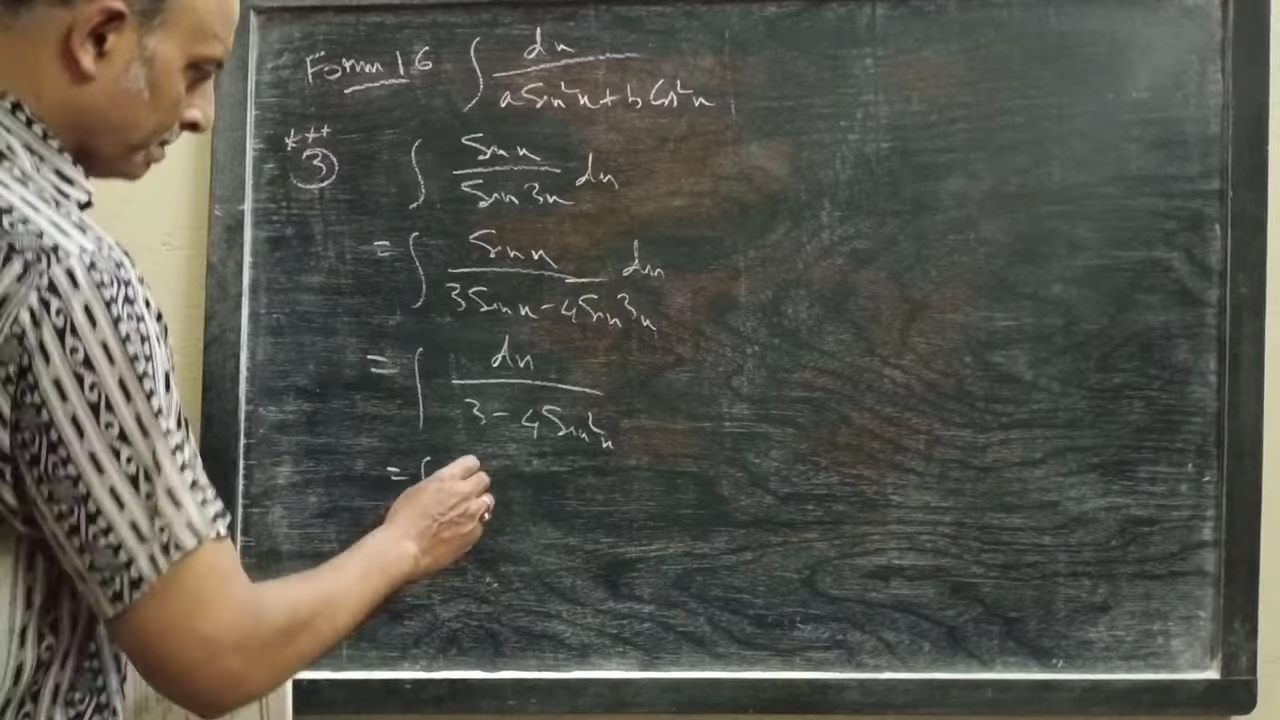 Form 16 ∫ dx / (a Sin²x + b Cos²x)
*** ③ ∫ Sin x / Sin 3x dx
= ∫ Sin x / (3 Sin x − 4 Sin³x) dx
= ∫ dx / (3 − 4 Sin²x)
= ∫